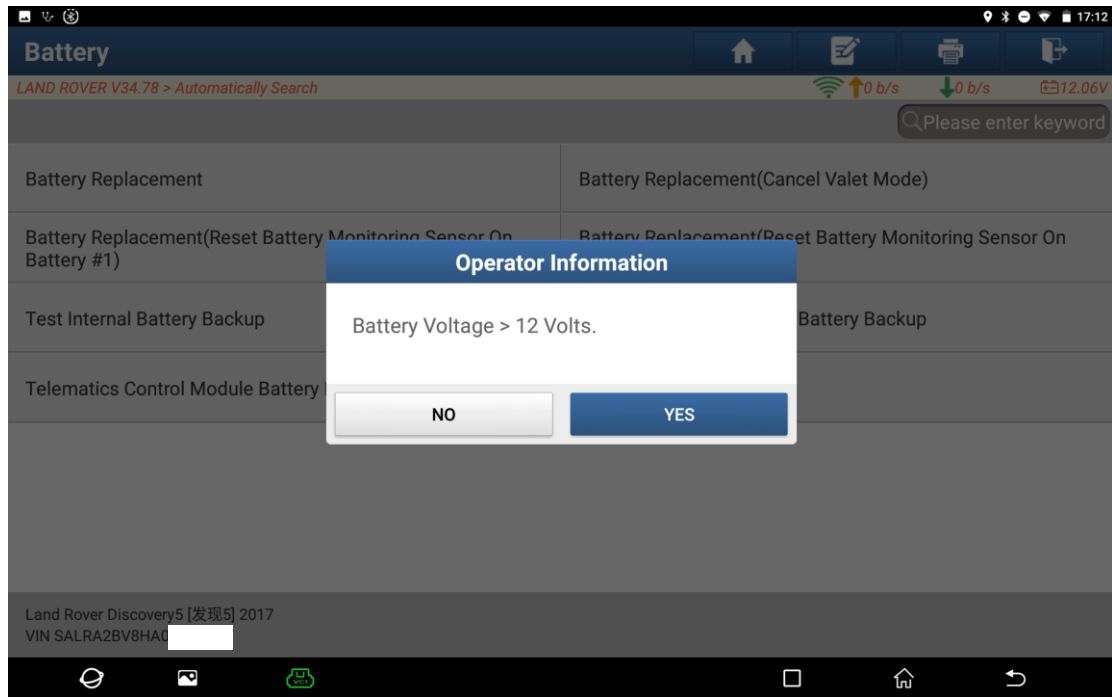 17:12
Battery
LAND ROVER V34.78 > Automatically Search
0 b/s
0 b/s
12.06V
Please enter keyword
Battery Replacement
Battery Replacement(Cancel Valet Mode)
Battery Replacement(Reset Battery Monitoring Sensor On
Battery #1)
Battery Replacement(Reset Battery Monitoring Sensor On
Operator Information
Battery Voltage > 12 Volts.
Test Internal Battery Backup
Battery Backup
Telematics Control Module Battery
NO
YES
Land Rover Discovery5 [发现5] 2017
VIN SALRA2BV8HA0
VCI